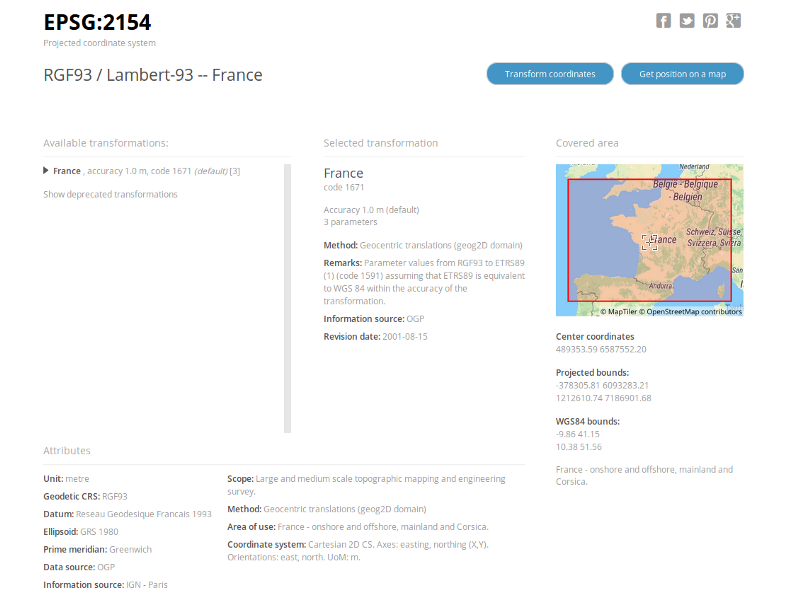 EPSG:2154
Projected coordinate system
RGF93 / Lambert-93 -- France
Transform coordinates
Get position on a map
Available transformations:
France , accuracy 1.0 m, code 1671 (default) [3]
Show deprecated transformations
Selected transformation
France
code 1671
Accuracy 1.0 m (default)
3 parameters
Method: Geocentric translations (geog2D domain)
Remarks: Parameter values from RGF93 to ETRS89
(1) (code 1591) assuming that ETRS89 is equivalent
to WGS 84 within the accuracy of the
transformation.
Information source: OGP
Revision date: 2001-08-15
Covered area
Nederland
België - Belgique
- Belgien
France
Schweiz, Suisse,
Svizzera, Svizra
San
Andorra
© MapTiler © OpenStreetMap contributors
Center coordinates
489353.59 6587552.20
Projected bounds:
-378305.81 6093283.21
1212610.74 7186901.68
WGS84 bounds:
-9.86 41.15
10.38 51.56
France - onshore and offshore, mainland and
Corsica.
Attributes
Unit: metre
Geodetic CRS: RGF93
Datum: Reseau Geodesique Francais 1993
Ellipsoid: GRS 1980
Prime meridian: Greenwich
Data source: OGP
Information source: IGN - Paris
Scope: Large and medium scale topographic mapping and engineering
survey.
Method: Geocentric translations (geog2D domain)
Area of use: France - onshore and offshore, mainland and Corsica.
Coordinate system: Cartesian 2D CS. Axes: easting, northing (X,Y).
Orientations: east, north. UoM: m.